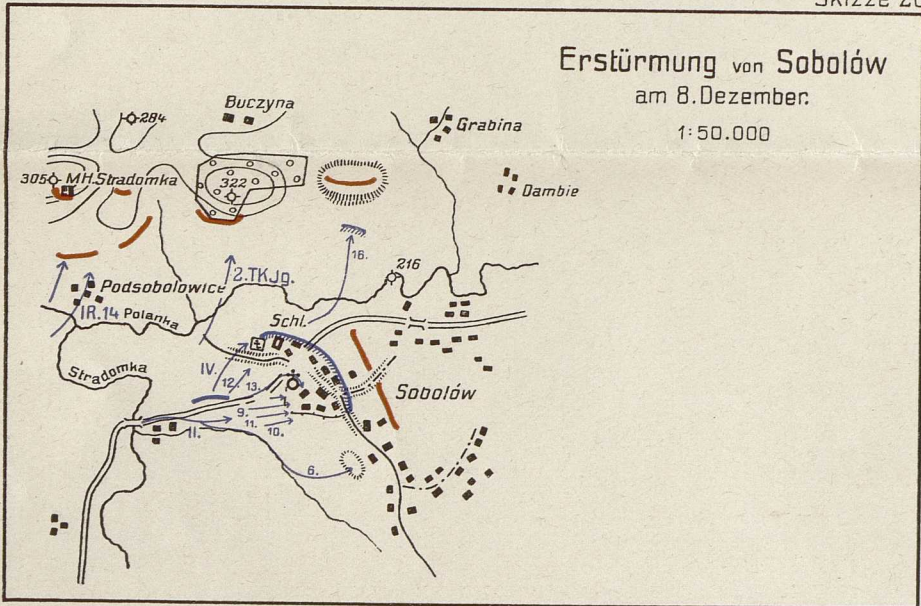 Skizze Zu
Erstürmung von Sobolów
am 8.Dezember.
1:50.000
Buczyna
284
Grabina
305 MH.Stradomka
322
Dambie
16.
216
2.TKJg.
Podsobolowice
IR.14 Polanka
Schl.
Stradomka
IV.
12. 13.
Sobolów
9.
11. 10.
II.
6.